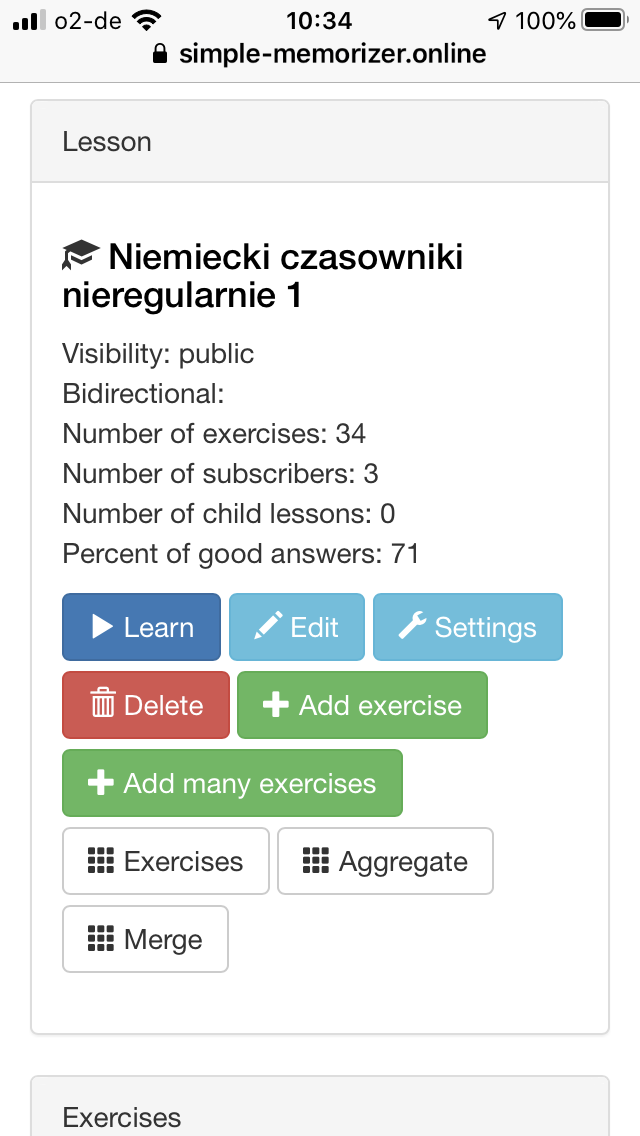 o2-de 10:34 100%
simple-memorizer.online
Lesson
Niemiecki czasowniki
nieregularnie 1
Visibility: public
Bidirectional:
Number of exercises: 34
Number of subscribers: 3
Number of child lessons: 0
Percent of good answers: 71
Learn Edit Settings
Delete Add exercise
Add many exercises
Exercises Aggregate
Merge
Exercises